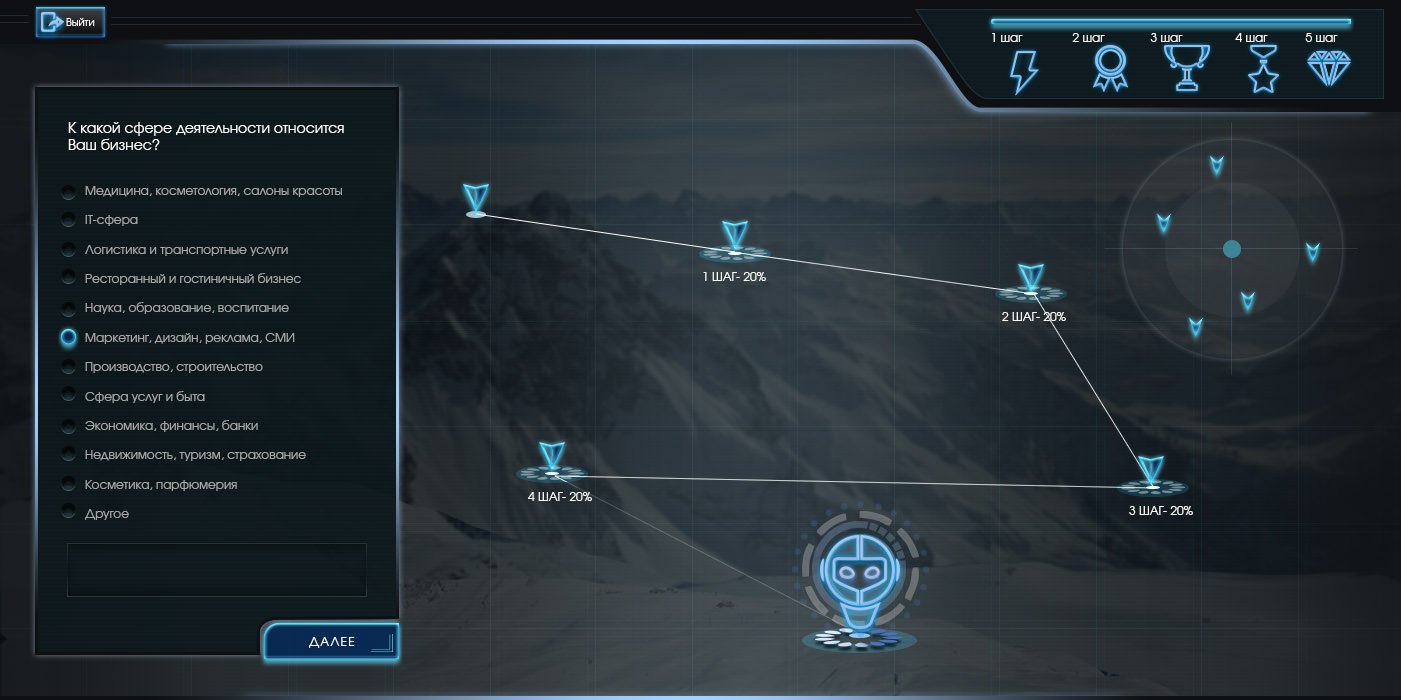 Выйти
1 шаг
2 шаг
3 шаг
4 шаг
5 шаг
К какой сфере деятельности относится
Ваш бизнес?
Медицина, косметология, салоны красоты
IT-сфера
Логистика и транспортные услуги
Ресторанный и гостиничный бизнес
Наука, образование, воспитание
Маркетинг, дизайн, реклама, СМИ
Производство, строительство
Сфера услуг и быта
Экономика, финансы, банки
Недвижимость, туризм, страхование
Косметика, парфюмерия
Другое
ДАЛЕЕ
1 ШАГ- 20%
2 ШАГ- 20%
4 ШАГ- 20%
3 ШАГ- 20%